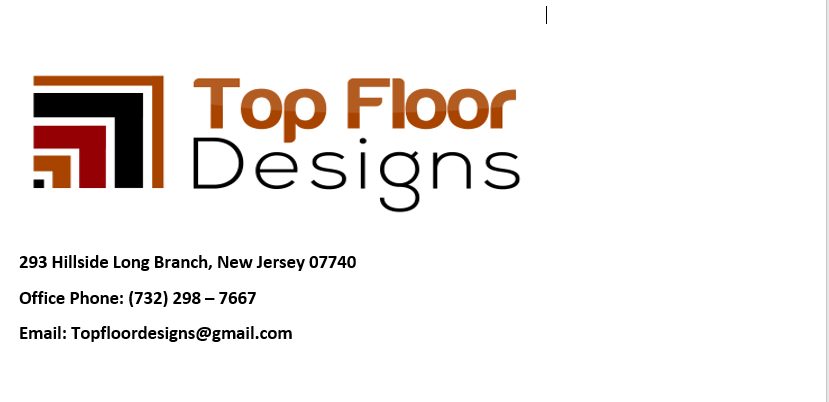 Top Floor
Designs
293 Hillside Long Branch, New Jersey 07740
Office Phone: (732) 298 – 7667
Email: Topfloordesigns@gmail.com